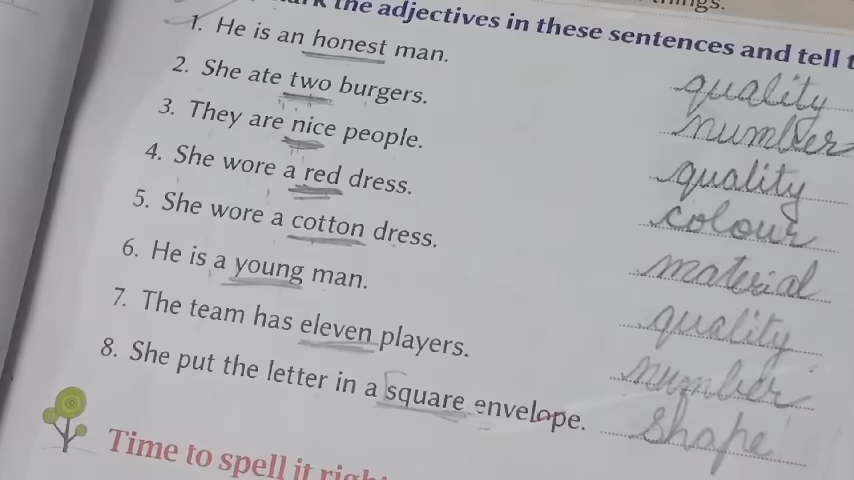 things.
the adjectives in these sentences and tell
1. He is an honest man. quality
2. She ate two burgers. number
3. They are nice people. quality
4. She wore a red dress. colour
5. She wore a cotton dress. material
6. He is a young man. quality
7. The team has eleven players. number
8. She put the letter in a square envelope. shape
Time to spell it right